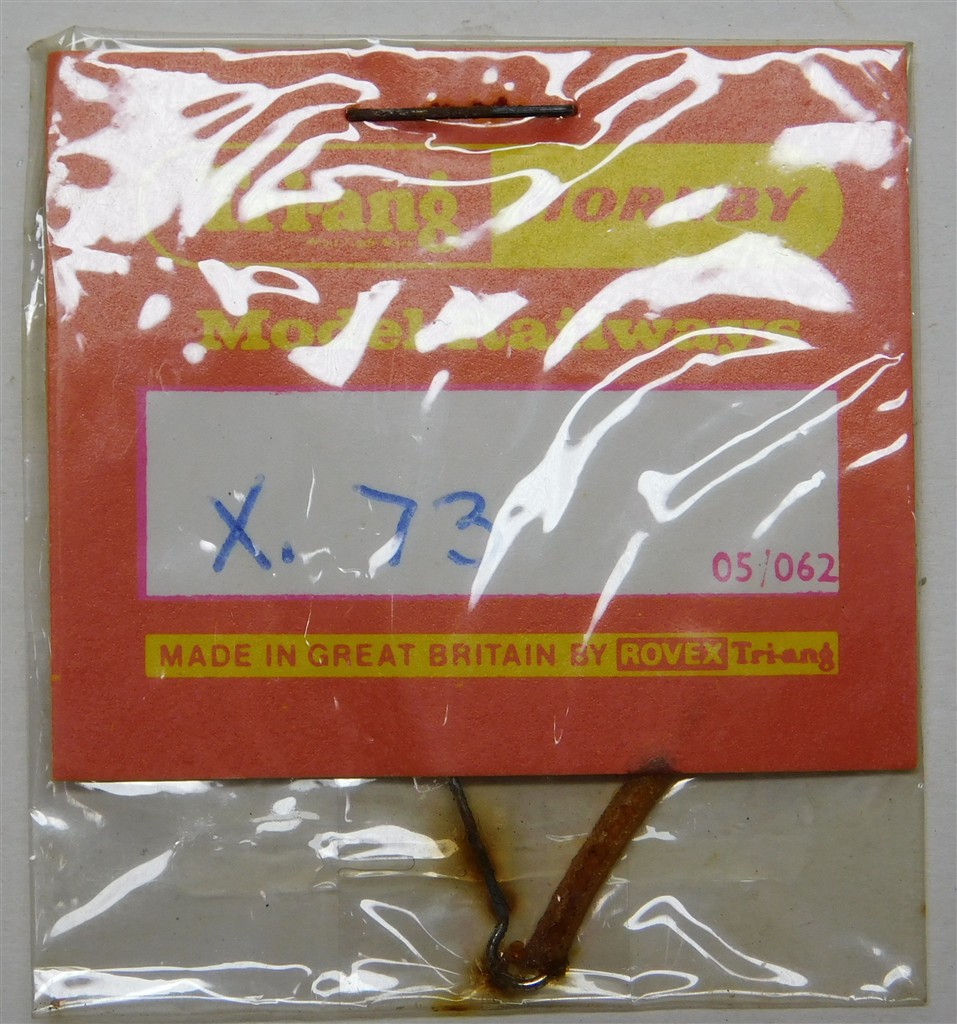 Tri-ang HORNBY
Model Railways
X. 73
05/062
MADE IN GREAT BRITAIN BY ROVEX Tri-ang